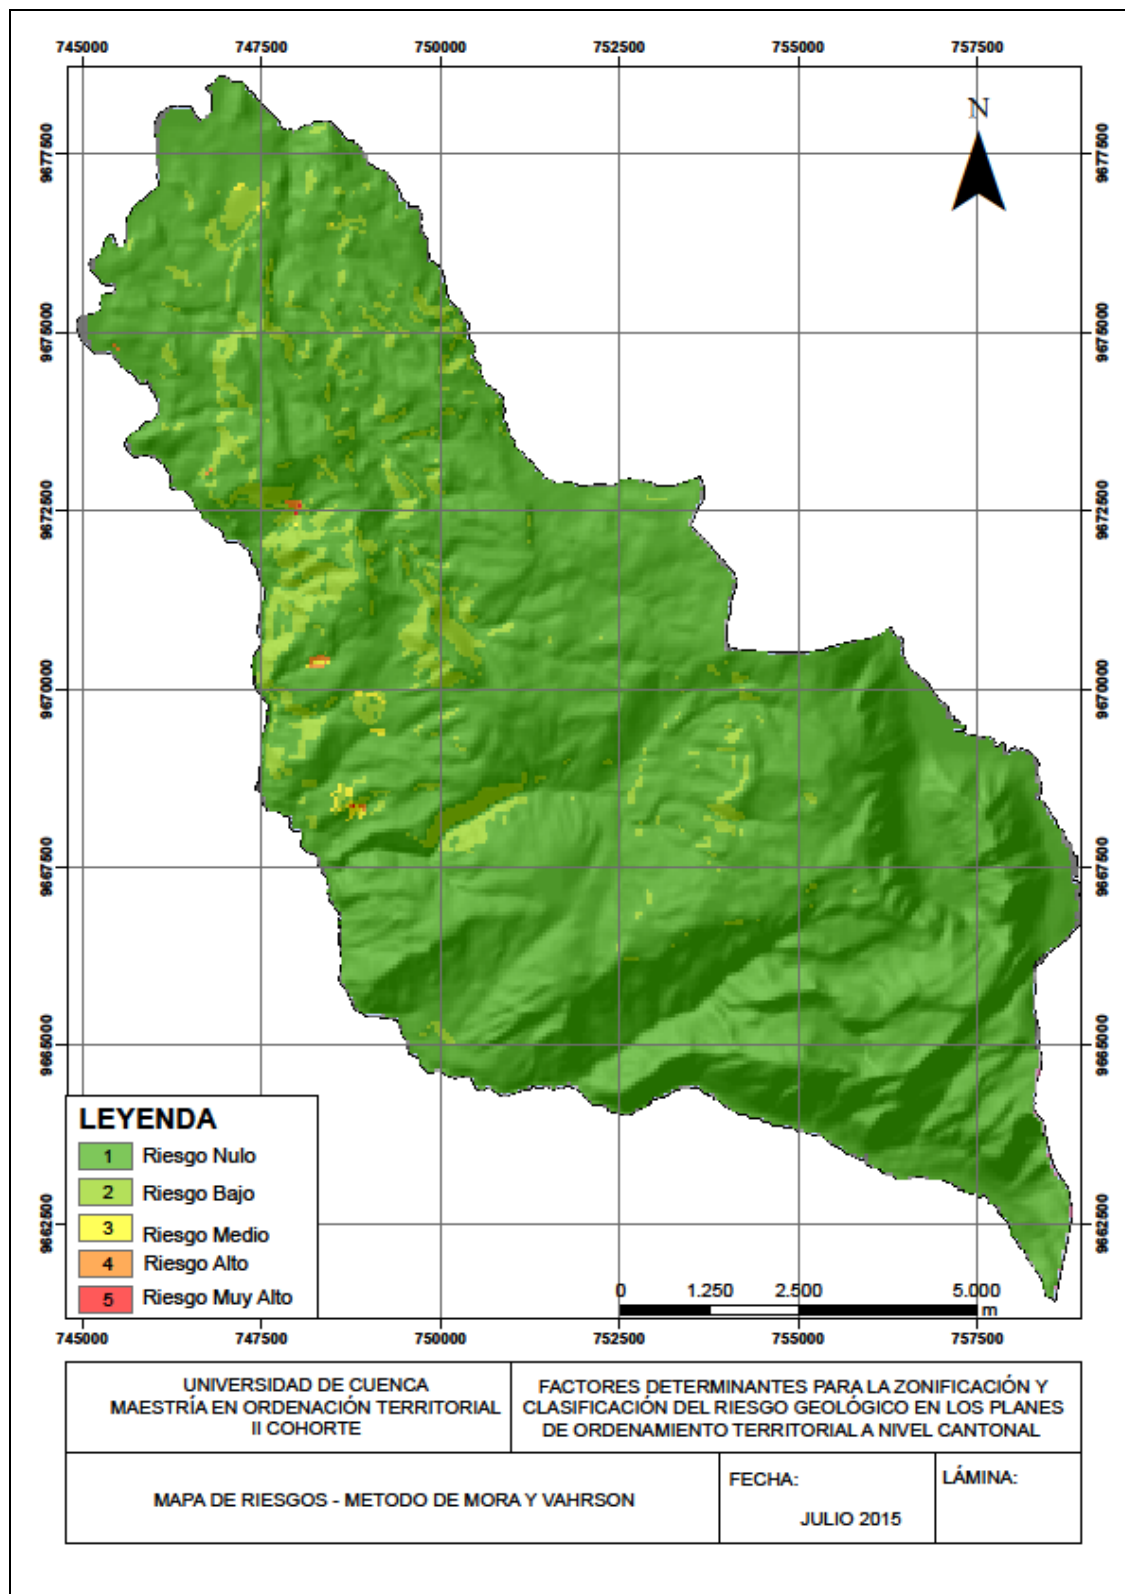 745000 747500 750000 752500 755000 757500
N
9677500 9677500
9675000 9675000
9672500 9672500
9670000 9670000
9667500 9667500
9665000 9665000
9662500 9662500
LEYENDA
1 Riesgo Nulo
2 Riesgo Bajo
3 Riesgo Medio
4 Riesgo Alto
5 Riesgo Muy Alto
0 1.250 2.500 5.000
m
745000 747500 750000 752500 755000 757500
UNIVERSIDAD DE CUENCA
MAESTRÍA EN ORDENACIÓN TERRITORIAL
II COHORTE
FACTORES DETERMINANTES PARA LA ZONIFICACIÓN Y
CLASIFICACIÓN DEL RIESGO GEOLÓGICO EN LOS PLANES
DE ORDENAMIENTO TERRITORIAL A NIVEL CANTONAL
MAPA DE RIESGOS - METODO DE MORA Y VAHRSON
FECHA:
JULIO 2015
LÁMINA: